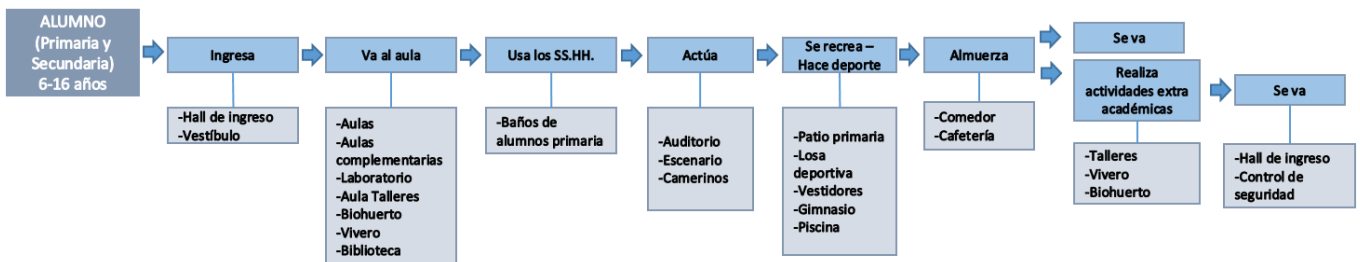 ALUMNO
(Primaria y
Secundaria)
6-16 años
Ingresa
-Hall de ingreso
-Vestíbulo
Va al aula
-Aulas
-Aulas
complementarias
-Laboratorio
-Aula Talleres
-Biohuerto
-Vivero
-Biblioteca
Usa los SS.HH.
-Baños de
alumnos primaria
Actúa
-Auditorio
-Escenario
-Camerinos
Se recrea –
Hace deporte
-Patio primaria
-Losa
deportiva
-Vestidores
-Gimnasio
-Piscina
Almuerza
-Comedor
-Cafetería
Se va
Realiza
actividades extra
académicas
-Talleres
-Vivero
-Biohuerto
Se va
-Hall de ingreso
-Control de
seguridad